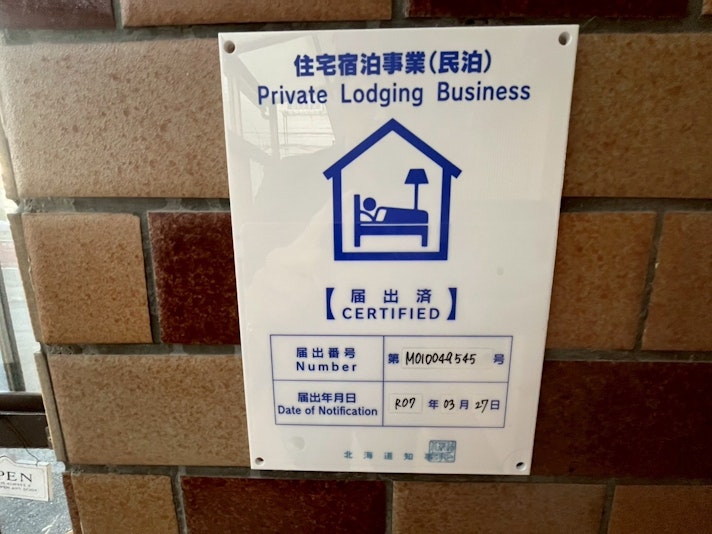 住宅宿泊事業(民泊)
Private Lodging Business
【届出済】
CERTIFIED
届出番号
Number
第 M010049545 号
届出年月日
Date of Notification
R07 年 03 月 27 日
北海道知事
PEN